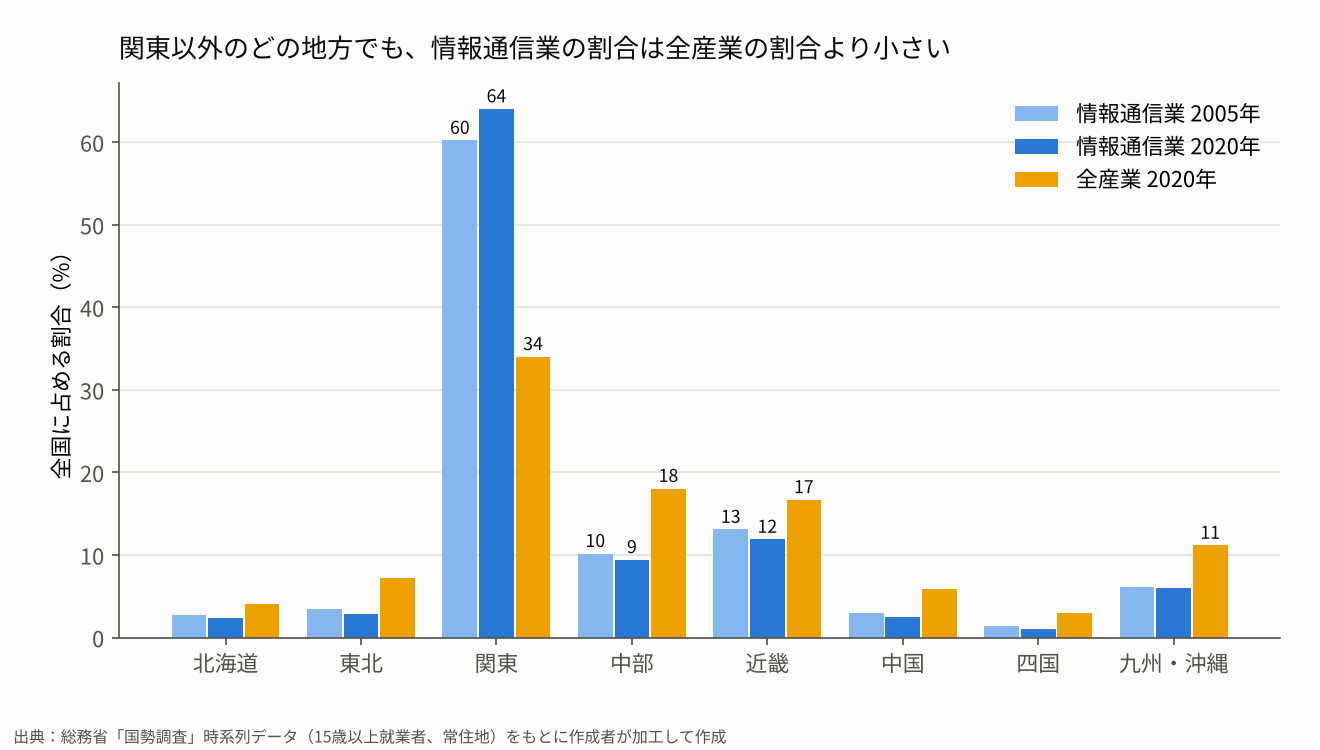 関東以外のどの地方でも、情報通信業の割合は全産業の割合より小さい
情報通信業 2005年
情報通信業 2020年
全産業 2020年
全国に占める割合（%）
60
50
40
30
20
10
0
60
64
34
10
9
18
13
12
17
11
北海道
東北
関東
中部
近畿
中国
四国
九州・沖縄
出典：総務省「国勢調査」時系列データ（15歳以上就業者、常住地）をもとに作成者が加工して作成